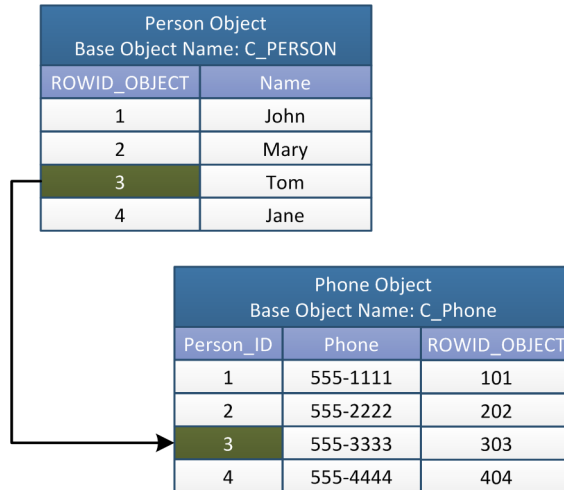 Person Object
Base Object Name: C_PERSON
ROWID_OBJECT Name
1 John
2 Mary
3 Tom
4 Jane
Phone Object
Base Object Name: C_Phone
Person_ID Phone ROWID_OBJECT
1 555-1111 101
2 555-2222 202
3 555-3333 303
4 555-4444 404